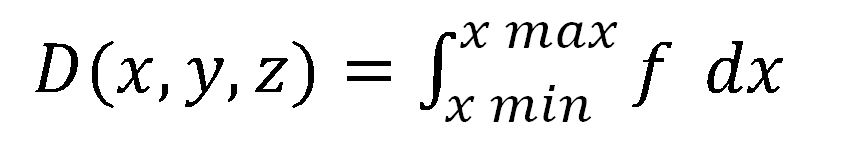 D(x, y, z) = ∫_{x min}^{x max} f dx